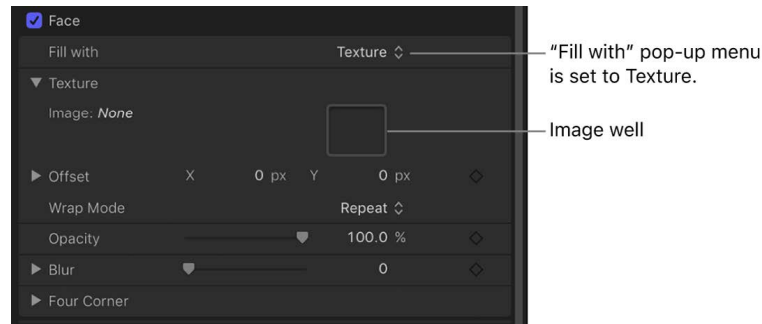 Face
Fill with Texture
“Fill with” pop-up menu
is set to Texture.
Texture
Image: None
Image well
Offset X 0 px Y 0 px
Wrap Mode Repeat
Opacity 100.0 %
Blur 0
Four Corner